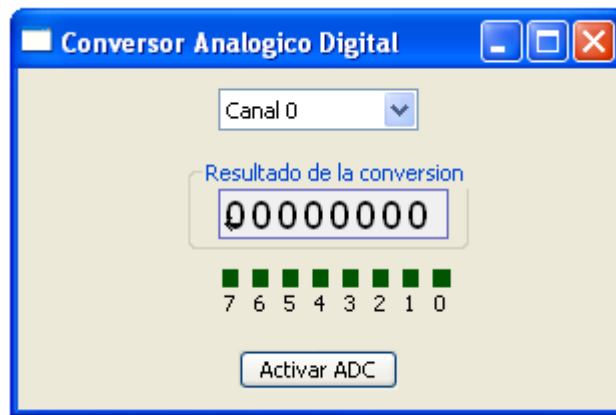 Conversor Analogico Digital
Canal 0
Resultado de la conversion
00000000
7 6 5 4 3 2 1 0
Activar ADC